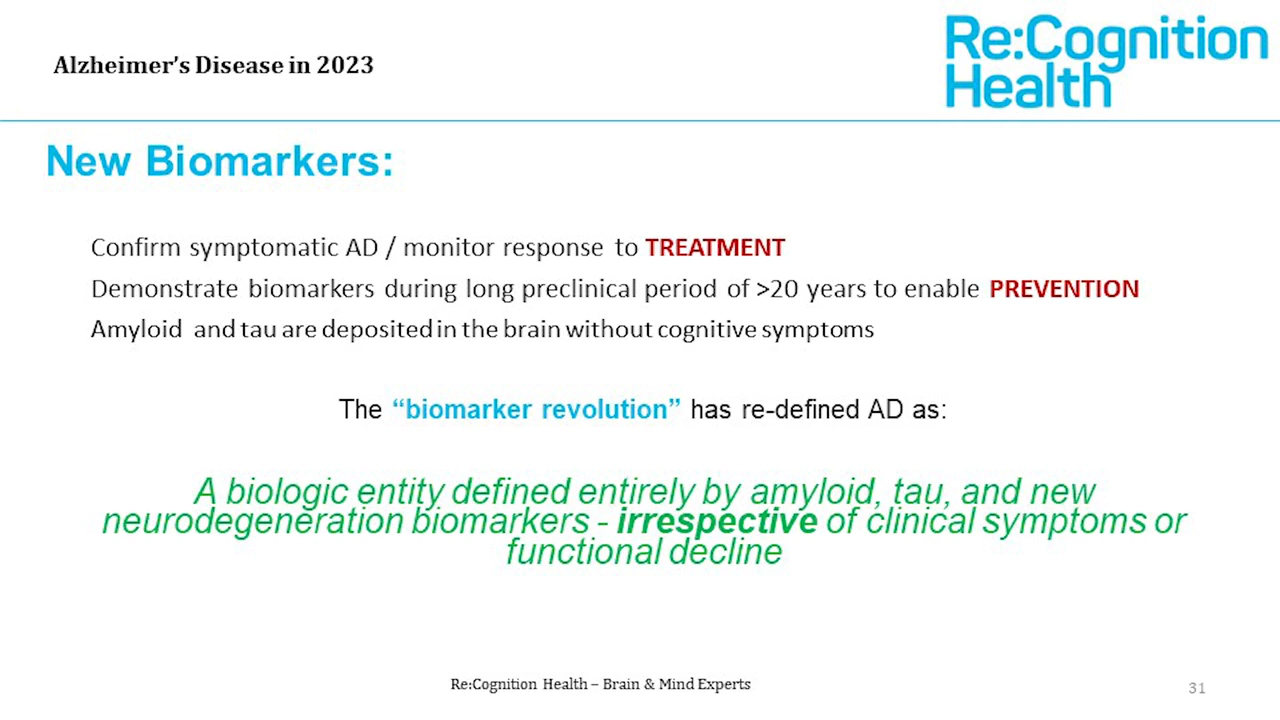 Alzheimer's Disease in 2023
Re:Cognition
Health
New Biomarkers:
Confirm symptomatic AD / monitor response to TREATMENT
Demonstrate biomarkers during long preclinical period of >20 years to enable PREVENTION
Amyloid and tau are deposited in the brain without cognitive symptoms
The “biomarker revolution” has re-defined AD as:
A biologic entity defined entirely by amyloid, tau, and new
neurodegeneration biomarkers - irrespective of clinical symptoms or
functional decline
Re:Cognition Health – Brain & Mind Experts
31